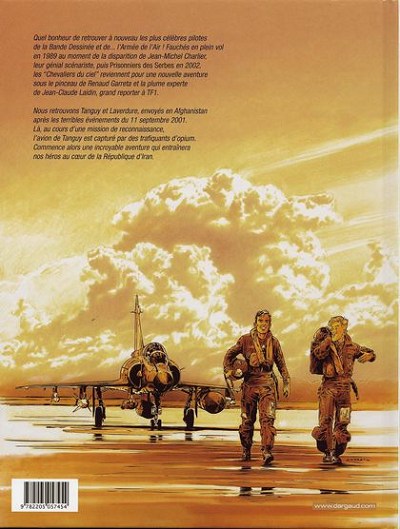 Quel bonheur de retrouver à nouveau les plus célèbres pilotes
de la Bande Dessinée et de... l'Armée de l'Air ! Fauchés en plein vol
en 1989 au moment de la disparition de Jean-Michel Charlier,
leur génial scénariste, puis Prisonniers des Serbes en 2002,
les "Chevaliers du ciel" reviennent pour une nouvelle aventure
sous le pinceau de Renaud Garreta et la plume experte
de Jean-Claude Laidin, grand reporter à TF1.
Nous retrouvons Tanguy et Laverdure, envoyés en Afghanistan
après les terribles événements du 11 septembre 2001.
Là, au cours d'une mission de reconnaissance,
l'avion de Tanguy est capturé par des trafiquants d'opium.
Commence alors une incroyable aventure qui entraînera
nos héros au cœur de la République d'Iran.
9 782205 057454
www.dargaud.com